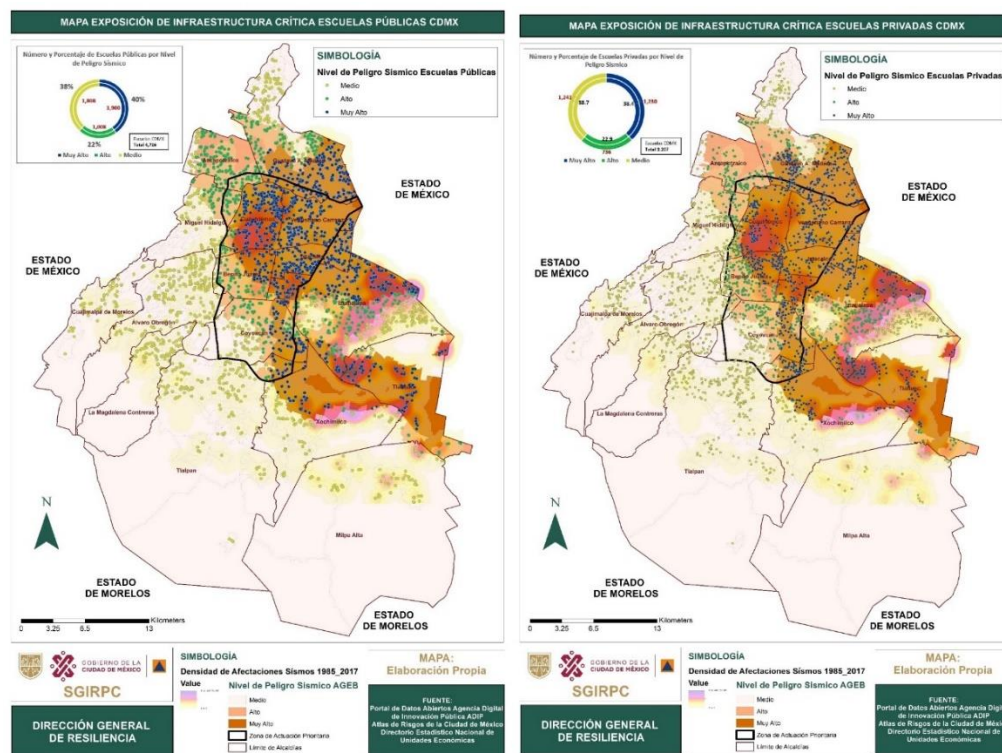 MAPA EXPOSICIÓN DE INFRAESTRUCTURA CRÍTICA ESCUELAS PÚBLICAS CDMX
Número y Porcentaje de Escuelas Públicas por Nivel
de Peligro Sísmico
38%
40%
22%
Muy Alto Alto Medio
SIMBOLOGÍA
Nivel de Peligro Sísmico Escuelas Públicas
Medio
Alto
Muy Alto
ESTADO
DE MÉXICO
ESTADO
DE MÉXICO
Azcapotzalco
Miguel Hidalgo
Cuajimalpa de Morelos
Álvaro Obregón
Coyoacán
La Magdalena Contreras
Tláhuac
Xochimilco
Tlalpan
Milpa Alta
N
ESTADO
DE MORELOS
ESTADO
DE MORELOS
Kilometers
0 3.25 6.5 13
GOBIERNO DE LA
CIUDAD DE MÉXICO
SGIRPC
DIRECCIÓN GENERAL
DE RESILIENCIA
SIMBOLOGÍA
Densidad de Afectaciones Sismos 1985_2017
Value
Nivel de Peligro Sísmico AGEB
Medio
Alto
Muy Alto
Zona de Actuación Prioritaria
Límite de Alcaldías
MAPA:
Elaboración Propia
FUENTE:
Portal de Datos Abiertos Agencia Digital
de Innovación Pública ADIP
Atlas de Riesgos de la Ciudad de México
Directorio Estadístico Nacional de
Unidades Económicas
MAPA EXPOSICIÓN DE INFRAESTRUCTURA CRÍTICA ESCUELAS PRIVADAS CDMX
Número y Porcentaje de Escuelas Privadas por Nivel de
Peligro Sísmico
Muy Alto Alto Medio
SIMBOLOGÍA
Nivel de Peligro Sísmico Escuelas Privadas
Medio
Alto
Muy Alto
ESTADO
DE MÉXICO
ESTADO
DE MÉXICO
Azcapotzalco
Miguel Hidalgo
Cuajimalpa de Morelos
Álvaro Obregón
Coyoacán
La Magdalena Contreras
Tláhuac
Xochimilco
Tlalpan
Milpa Alta
N
ESTADO
DE MORELOS
ESTADO
DE MORELOS
Kilometers
0 3.25 6.5 13
GOBIERNO DE LA
CIUDAD DE MÉXICO
SGIRPC
DIRECCIÓN GENERAL
DE RESILIENCIA
SIMBOLOGÍA
Densidad de Afectaciones Sismos 1985_2017
Value
Nivel de Peligro Sísmico AGEB
Medio
Alto
Muy Alto
Zona de Actuación Prioritaria
Límite de Alcaldías
MAPA:
Elaboración Propia
FUENTE:
Portal de Datos Abiertos Agencia Digital
de Innovación Pública ADIP
Atlas de Riesgos de la Ciudad de México
Directorio Estadístico Nacional de
Unidades Económicas